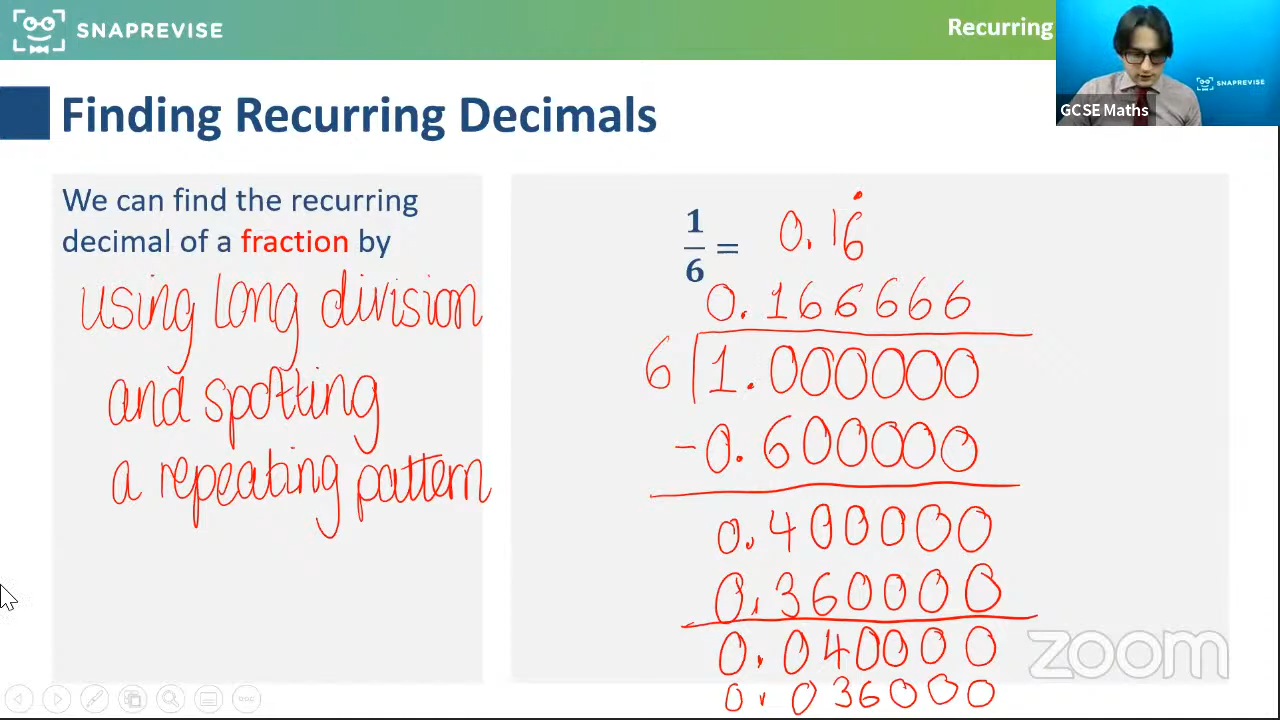 SNAPREVISE
Recurring
SNAPREVISE
GCSE Maths
Finding Recurring Decimals
We can find the recurring
decimal of a fraction by
using long division
and spotting
a repeating pattern
1/6 = 0.16̇
0.166666
6 1.000000
-0.600000
0.400000
0.360000
0.040000
0.036000
zoom